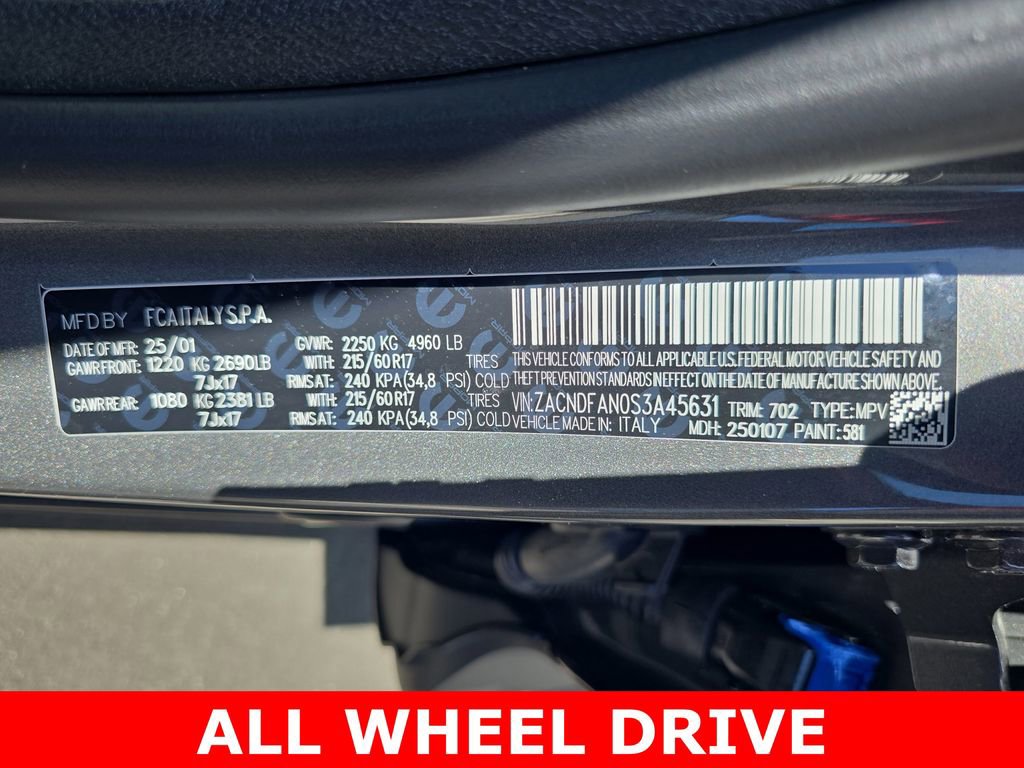 MFD BY FCA ITALY S.P.A.
DATE OF MFR: 25/01 GVWR: 2250 KG 4960 LB
GAWR FRONT: 1220 KG 2690 LB WITH: 215/60 R17 TIRES
7Jx17 RIMS AT: 240 KPA (34,8 PSI) COLD
GAWR REAR: 1080 KG 2381 LB WITH: 215/60 R17 TIRES
7Jx17 RIMS AT: 240 KPA (34,8 PSI) COLD
THIS VEHICLE CONFORMS TO ALL APPLICABLE U.S. FEDERAL MOTOR VEHICLE SAFETY AND
THEFT PREVENTION STANDARDS IN EFFECT ON THE DATE OF MANUFACTURE SHOWN ABOVE.
VIN: ZACNDFAN0S3A45631 TRIM: 702 TYPE: MPV
VEHICLE MADE IN: ITALY MDH: 250107 PAINT: 581
ALL WHEEL DRIVE